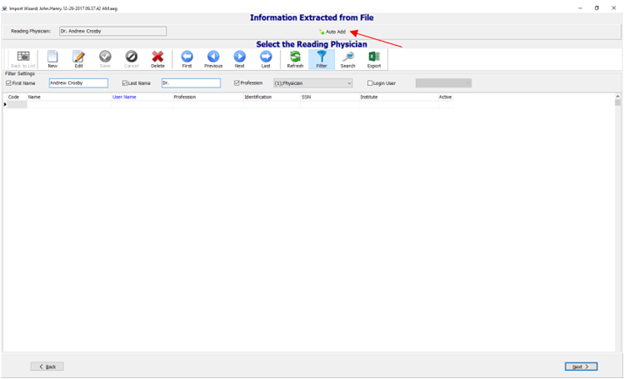 Import Wizard: John.Henry.10-29-2017 09.37.42 AM.eeg
Information Extracted from File
Reading Physician: Dr. Andrew Crosby Auto Add
Select the Reading Physician
Back to List New Edit Save Cancel Delete First Previous Next Last Refresh Filter Search Export
Filter Settings
First Name Andrew Crosby Last Name Dr. Profession (1),Physician Login User
Code Name User Name Profession Identification SSN Institute Active
< Back Next >